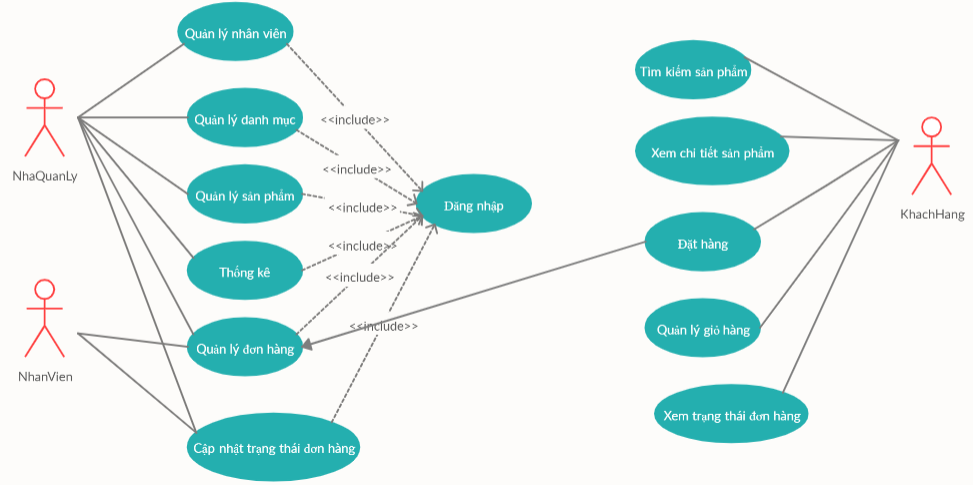 Quản lý nhân viên
Quản lý danh mục
Quản lý sản phẩm
Thống kê
Quản lý đơn hàng
Cập nhật trạng thái đơn hàng
NhaQuanLy
NhanVien
<<include>>
<<include>>
<<include>>
<<include>>
<<include>>
<<include>>
Đăng nhập
Tìm kiếm sản phẩm
Xem chi tiết sản phẩm
Đặt hàng
Quản lý giỏ hàng
Xem trạng thái đơn hàng
KhachHang